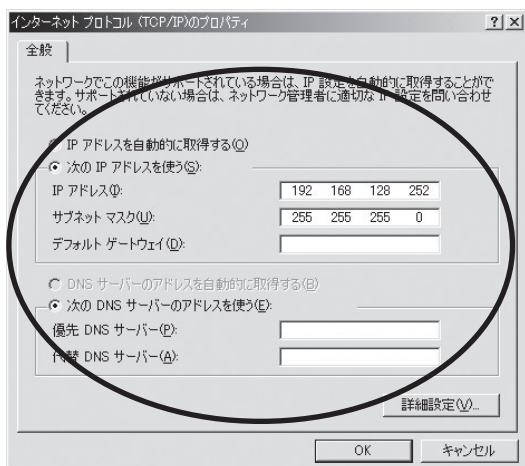 インターネット プロトコル (TCP/IP)のプロパティ
全般
ネットワークでこの機能がサポートされている場合は、IP 設定を自動的に取得することがで
きます。サポートされていない場合は、ネットワーク管理者に適切な IP 設定を問い合わせ
てください。
IP アドレスを自動的に取得する(O)
次の IP アドレスを使う(S):
IP アドレス(I): 192 168 128 252
サブネット マスク(U): 255 255 255 0
デフォルト ゲートウェイ(D):
DNS サーバーのアドレスを自動的に取得する(B)
次の DNS サーバーのアドレスを使う(E):
優先 DNS サーバー(P):
代替 DNS サーバー(A):
詳細設定(V)...
OK キャンセル